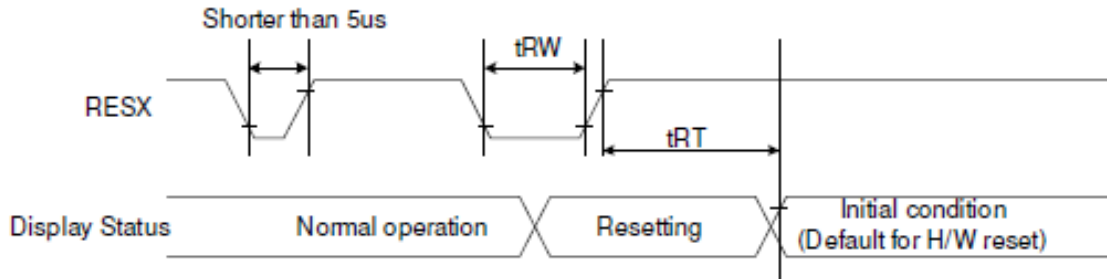 Shorter than 5us
tRW
RESX
tRT
Display Status
Normal operation
Resetting
Initial condition
(Default for H/W reset)